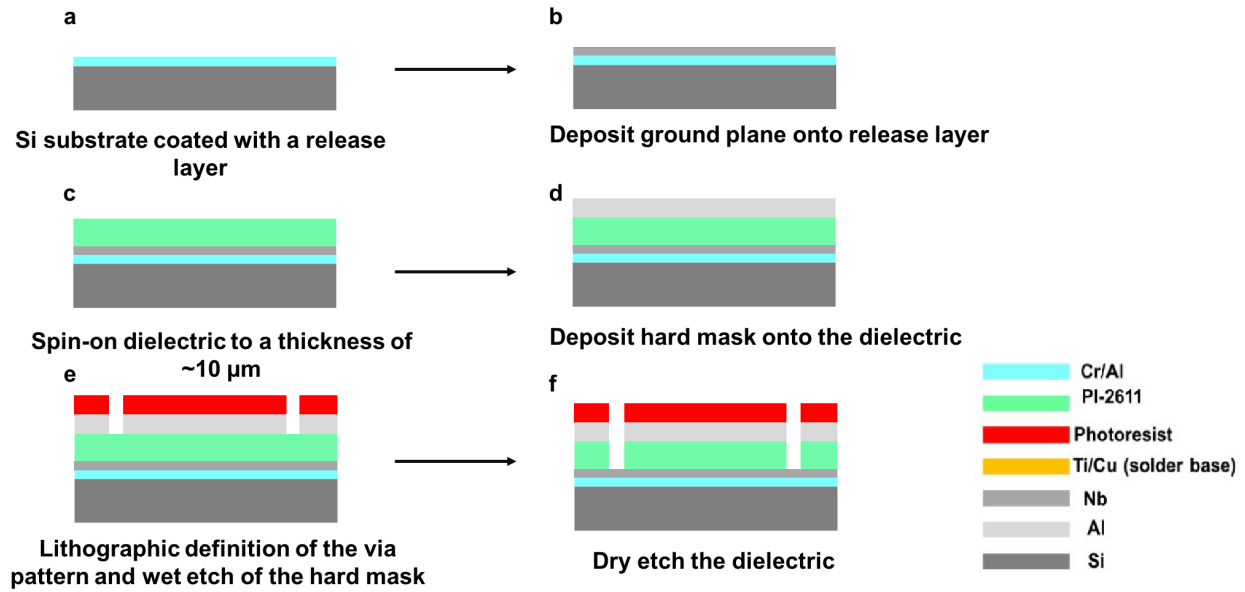 a
b
Si substrate coated with a release
layer
Deposit ground plane onto release layer
c
d
Spin-on dielectric to a thickness of
~10 µm
Deposit hard mask onto the dielectric
e
f
Lithographic definition of the via
pattern and wet etch of the hard mask
Dry etch the dielectric
Cr/Al
PI-2611
Photoresist
Ti/Cu (solder base)
Nb
Al
Si